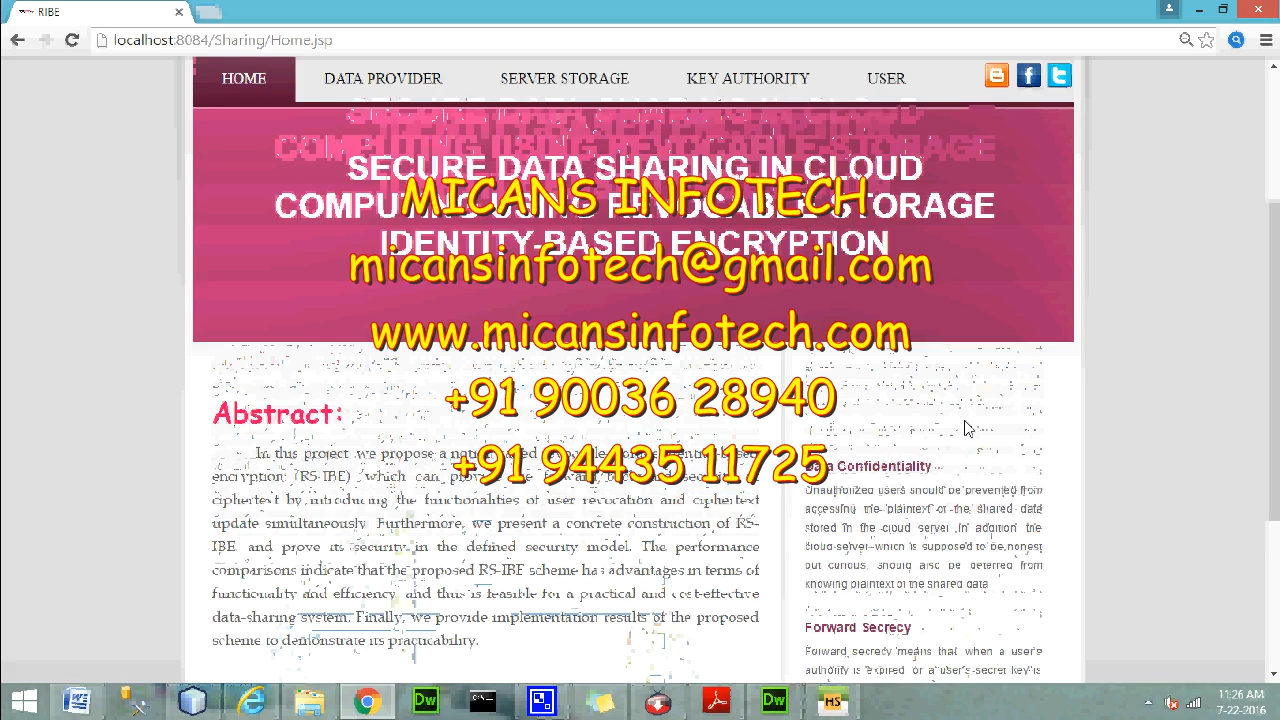 RIBE
localhost:8084/Sharing/Home.jsp
HOME DATA PROVIDER SERVER STORAGE KEY AUTHORITY USER
SECURE DATA SHARING IN CLOUD
COMPUTING USING REVOCABLE STORAGE
IDENTITY-BASED ENCRYPTION
MICANS INFOTECH
micansinfotech@gmail.com
www.micansinfotech.com
+91 90036 28940
+91 94435 11725
Abstract:
In this project we propose a
encryption (RS-IBE) which can
ciphertext by introducing the functionalities of user revocation and ciphertext
update simultaneously. Furthermore, we present a concrete construction of RS-
IBE, and prove its security in the defined security model. The performance
comparisons indicate that the proposed RS-IBE scheme has advantages in terms of
functionality and efficiency, and thus is feasible for a practical and cost-effective
data-sharing system. Finally, we provide implementation results of the proposed
scheme to demonstrate its practicability.
Data Confidentiality
Unauthorized users should be prevented from
accessing the plaintext of the shared data
stored in the cloud server. In addition the
cloud server which is supposed to be honest
but curious, should also be deterred from
knowing plaintext of the shared data
Forward Secrecy
Forward secrecy means that when a user's
authority is expired or a user's secret key is
11:26 AM
7-22-2016